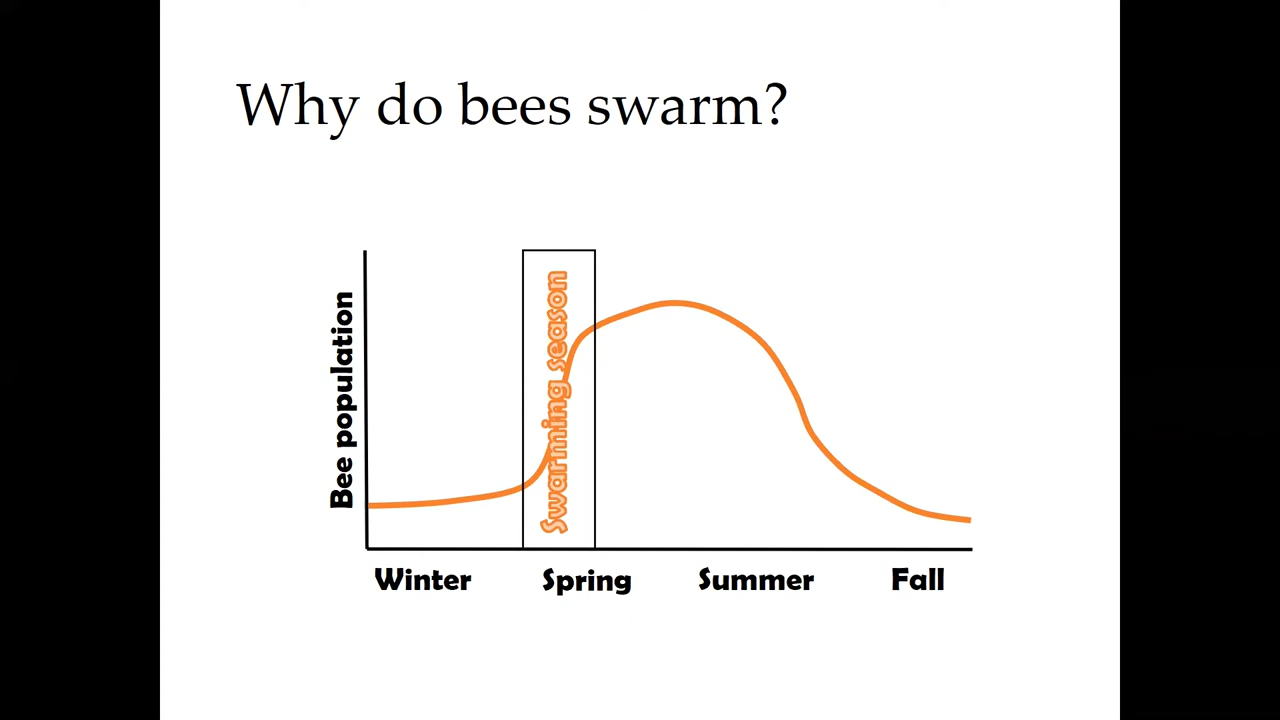 Why do bees swarm?
Bee population
Swarming season
Winter Spring Summer Fall